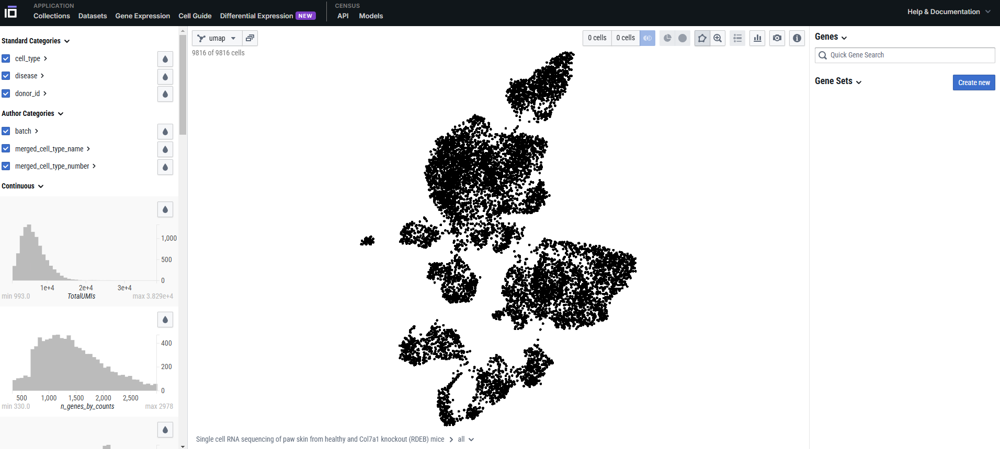 APPLICATION
Collections Datasets Gene Expression Cell Guide Differential Expression NEW
CENSUS
API Models
Help & Documentation
Standard Categories
cell_type
disease
donor_id
Author Categories
batch
merged_cell_type_name
merged_cell_type_number
Continuous
1,000
500
0
1e+4 2e+4 3e+4
min 993.0 TotalUMIs max 3.829e+4
400
200
0
500 1,000 1,500 2,000 2,500
min 330.0 n_genes_by_counts max 2978
umap
9816 of 9816 cells
0 cells 0 cells
Single cell RNA sequencing of paw skin from healthy and Col7a1 knockout (RDEB) mice all
Genes
Quick Gene Search
Gene Sets
Create new